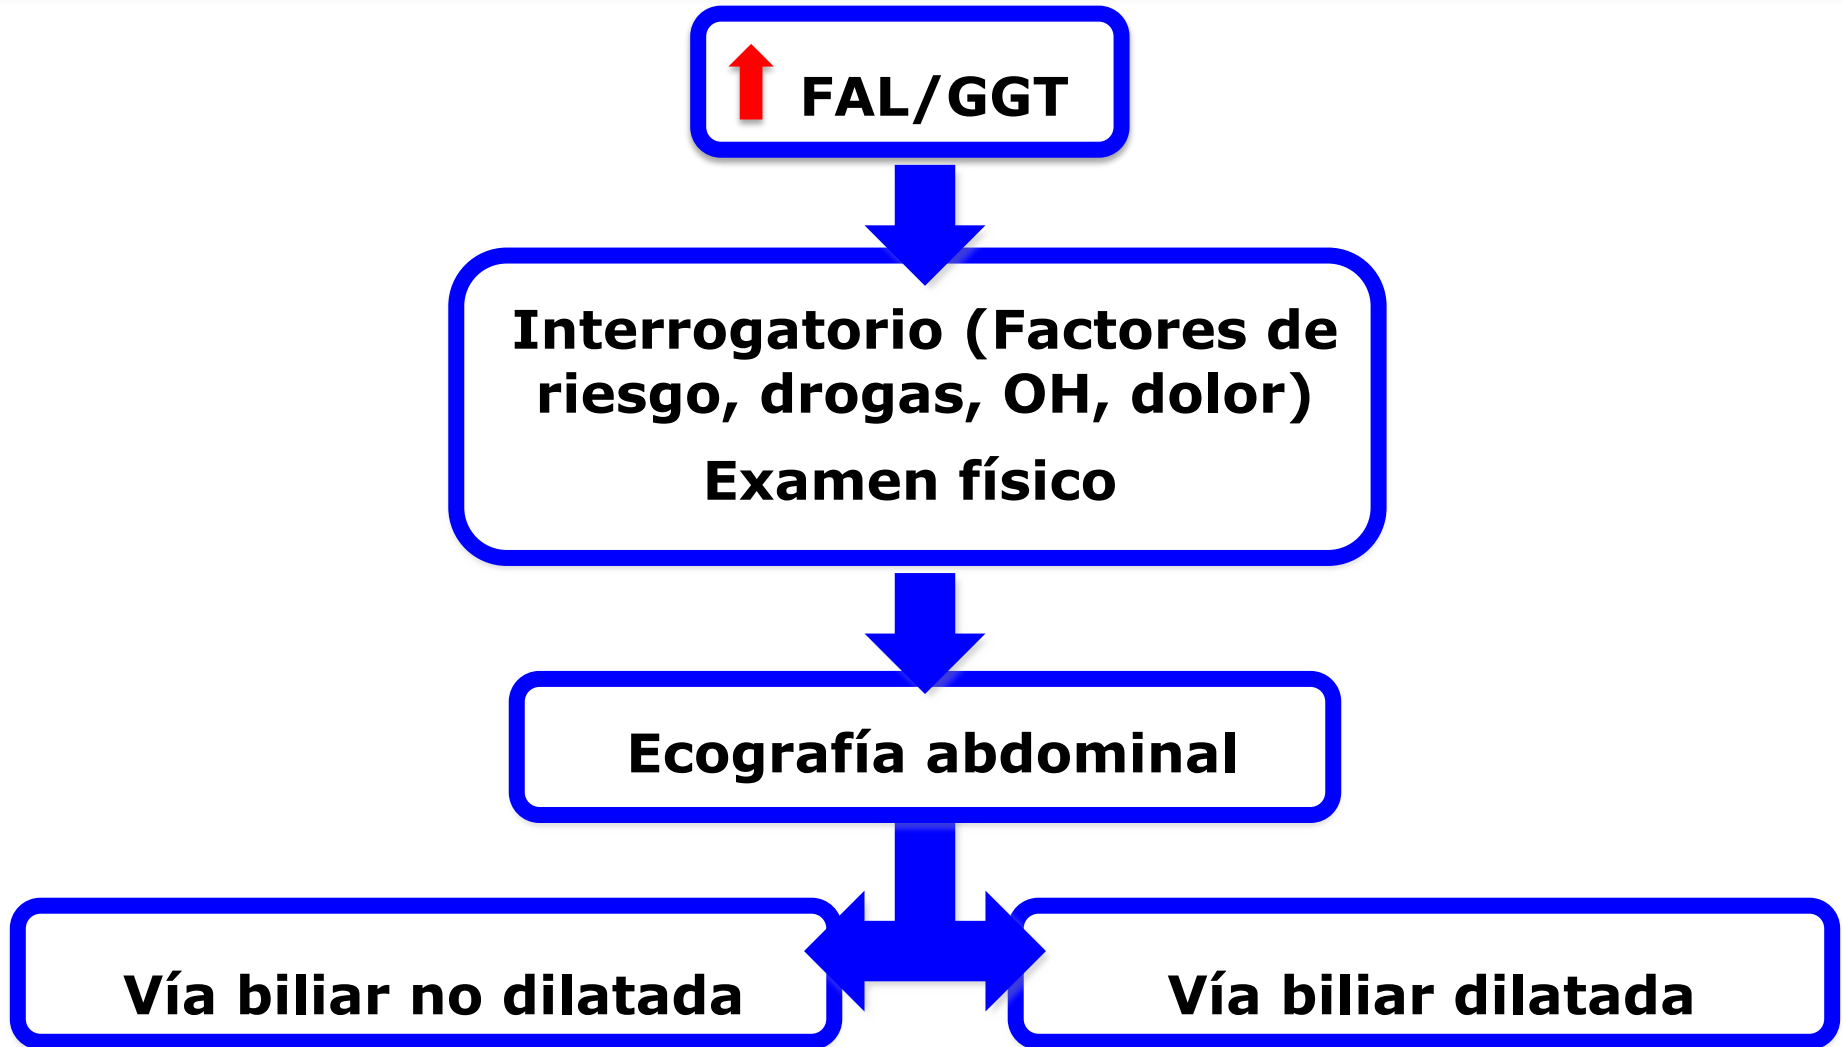 FAL/GGT
Interrogatorio (Factores de
riesgo, drogas, OH, dolor)
Examen físico
Ecografía abdominal
Vía biliar no dilatada
Vía biliar dilatada